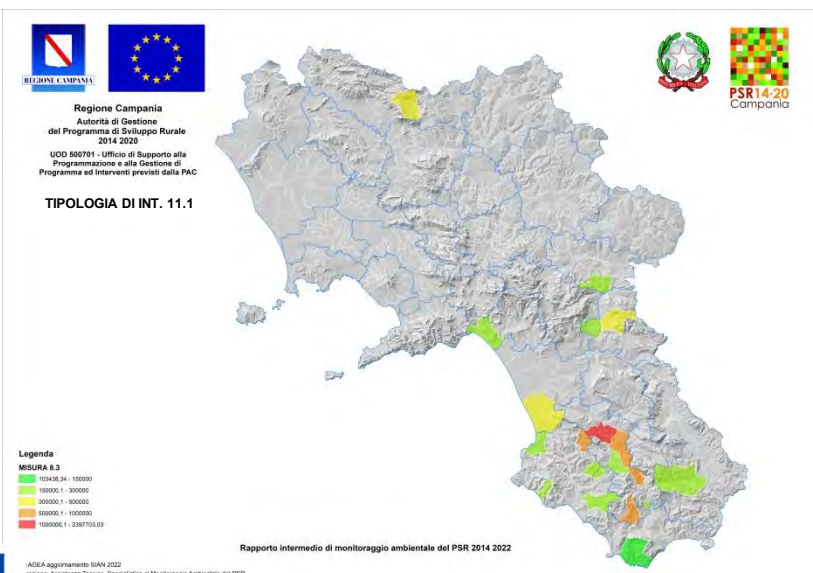 REGIONE CAMPANIA
Regione Campania
Autorità di Gestione
del Programma di Sviluppo Rurale
2014 2020
UOD 500701 - Ufficio di Supporto alla
Programmazione e alla Gestione di
Programma ed Interventi previsti dalla PAC
TIPOLOGIA DI INT. 11.1
PSR14-20
Campania
Legenda
MISURA 8.3
103438,34 - 150000
150000,1 - 300000
300000,1 - 500000
500000,1 - 1000000
1000000,1 - 2397703,03
Rapporto intermedio di monitoraggio ambientale del PSR 2014 2022
:AGEA aggiornamento SIAN 2022